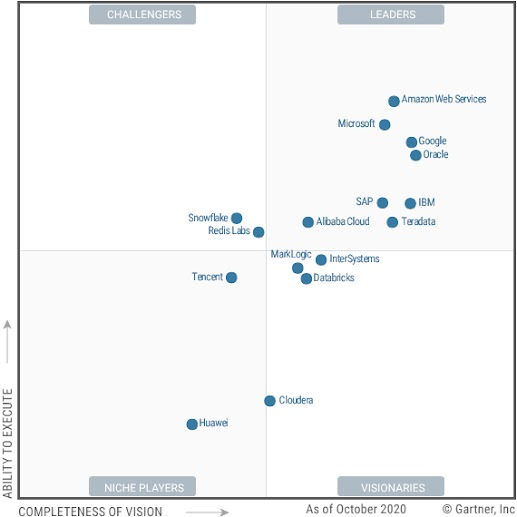 CHALLENGERS
LEADERS
Amazon Web Services
Microsoft
Google
Oracle
SAP
IBM
Snowflake
Alibaba Cloud
Teradata
Redis Labs
MarkLogic
InterSystems
Tencent
Databricks
Cloudera
Huawei
ABILITY TO EXECUTE
NICHE PLAYERS
VISIONARIES
COMPLETENESS OF VISION
As of October 2020
© Gartner, Inc